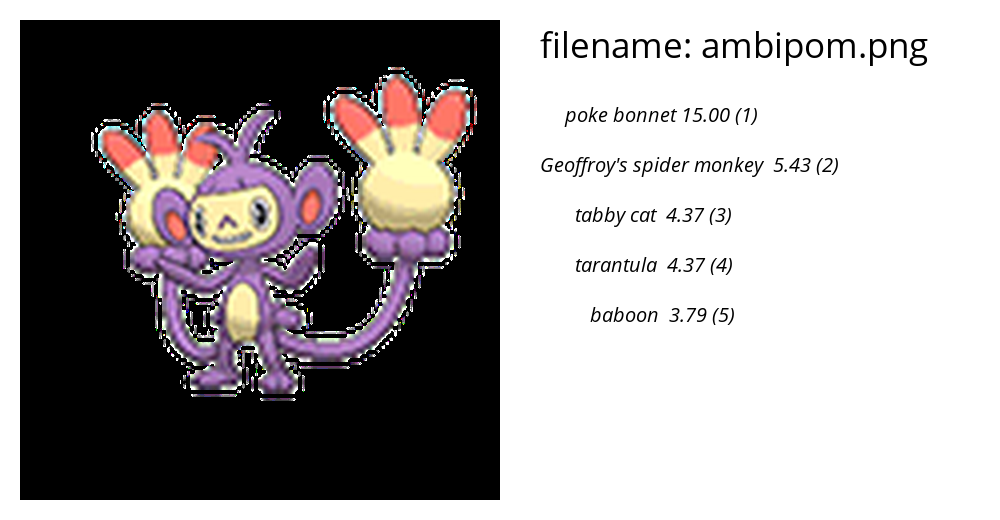 filename: ambipom.png
poke bonnet 15.00 (1)
Geoffroy's spider monkey 5.43 (2)
tabby cat 4.37 (3)
tarantula 4.37 (4)
baboon 3.79 (5)